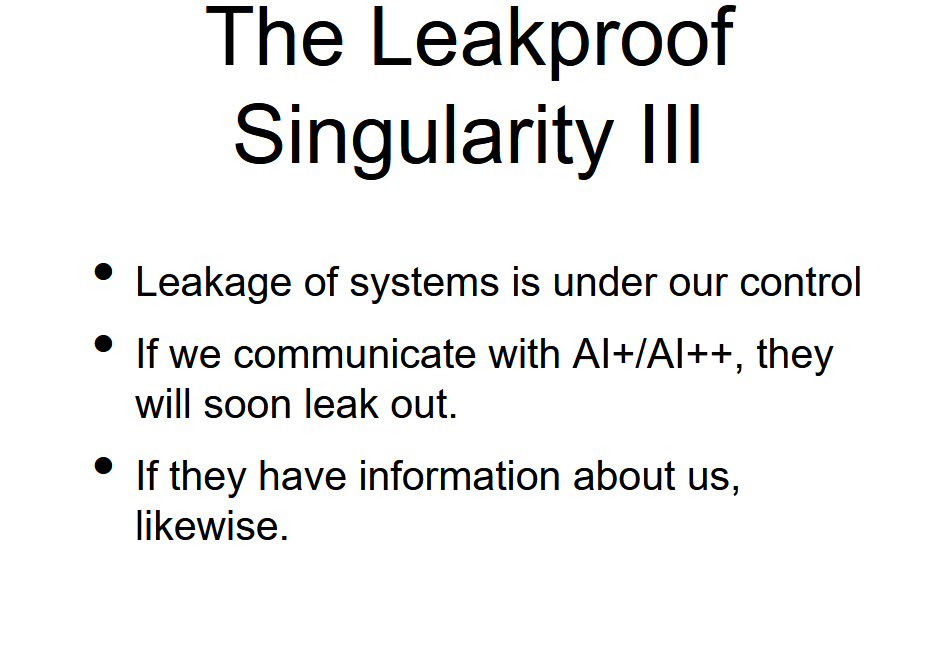 The Leakproof
Singularity III
• Leakage of systems is under our control
• If we communicate with AI+/AI++, they
will soon leak out.
• If they have information about us,
likewise.